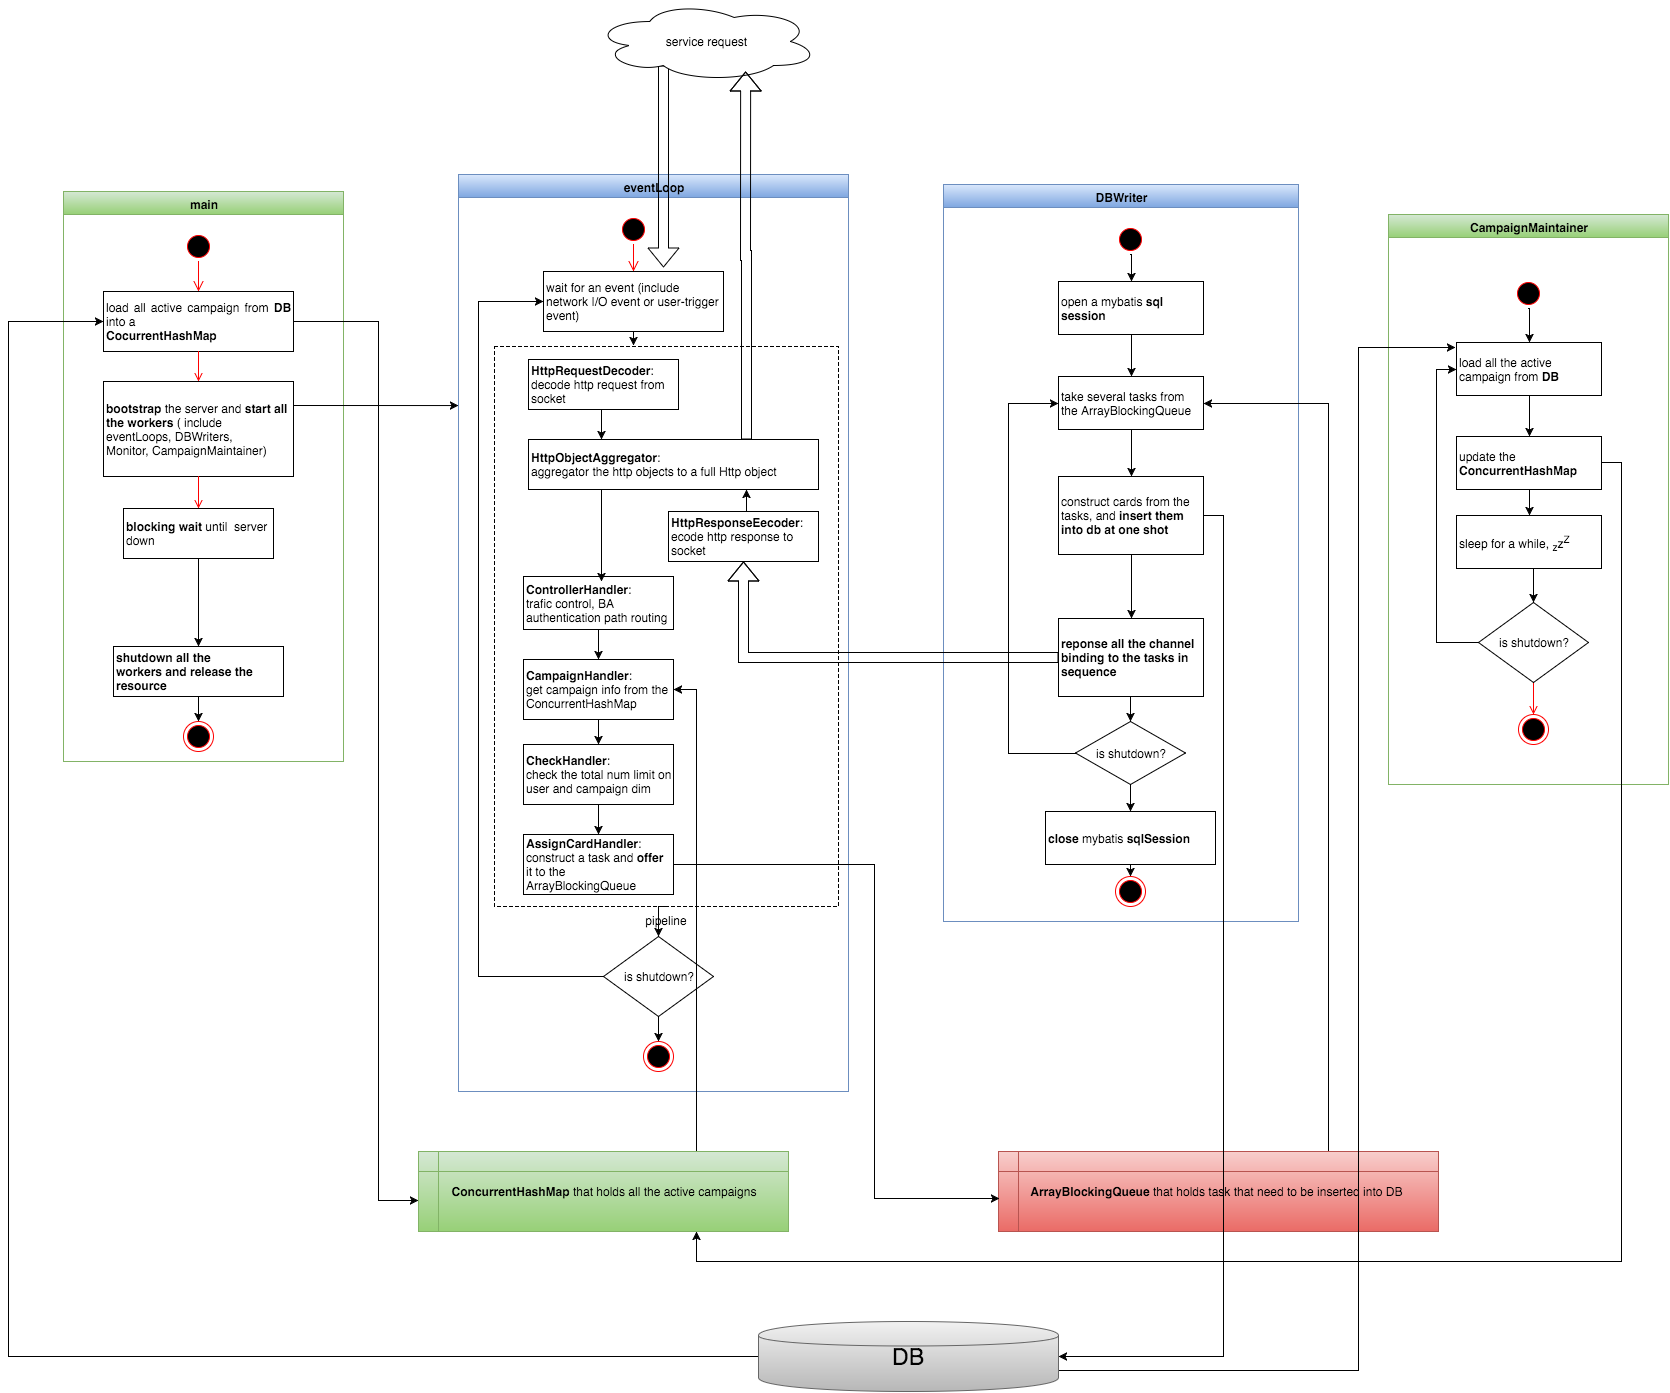 service request
main
load all active campaign from DB
into a
CocurrentHashMap
bootstrap the server and start all
the workers ( include
eventLoops, DBWriters,
Monitor, CampaignMaintainer)
blocking wait until server
down
shutdown all the
workers and release the
resource
eventLoop
wait for an event (include
network I/O event or user-trigger
event)
HttpRequestDecoder:
decode http request from
socket
HttpObjectAggregator:
aggregator the http objects to a full Http object
HttpResponseEecoder:
ecode http response to
socket
ControllerHandler:
trafic control, BA
authentication path routing
CampaignHandler:
get campaign info from the
ConcurrentHashMap
CheckHandler:
check the total num limit on
user and campaign dim
AssignCardHandler:
construct a task and offer
it to the
ArrayBlockingQueue
pipeline
is shutdown?
DBWriter
open a mybatis sql
session
take several tasks from
the ArrayBlockingQueue
construct cards from the
tasks, and insert them
into db at one shot
reponse all the channel
binding to the tasks in
sequence
is shutdown?
close mybatis sqlSession
CampaignMaintainer
load all the active
campaign from DB
update the
ConcurrentHashMap
sleep for a while, zzZ
is shutdown?
ConcurrentHashMap that holds all the active campaigns
ArrayBlockingQueue that holds task that need to be inserted into DB
DB